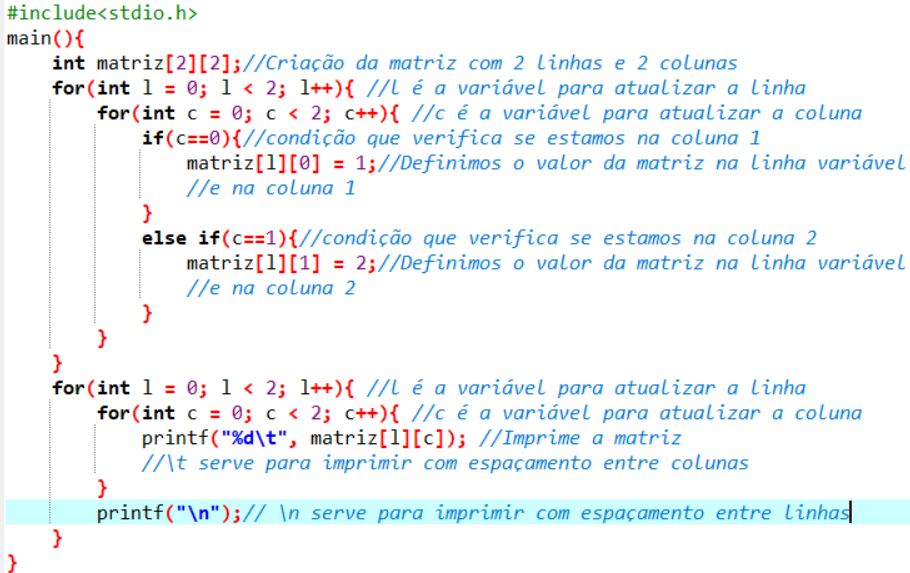 #include<stdio.h>
main(){
    int matriz[2][2];//Criação da matriz com 2 linhas e 2 colunas
    for(int l = 0; l < 2; l++){ //l é a variável para atualizar a linha
        for(int c = 0; c < 2; c++){ //c é a variável para atualizar a coluna
            if(c==0){//condição que verifica se estamos na coluna 1
                matriz[l][0] = 1;//Definimos o valor da matriz na linha variável
                //e na coluna 1
            }
            else if(c==1){//condição que verifica se estamos na coluna 2
                matriz[l][1] = 2;//Definimos o valor da matriz na linha variável
                //e na coluna 2
            }
        }
    }
    for(int l = 0; l < 2; l++){ //l é a variável para atualizar a linha
        for(int c = 0; c < 2; c++){ //c é a variável para atualizar a coluna
            printf("%d\t", matriz[l][c]); //Imprime a matriz
            //\t serve para imprimir com espaçamento entre colunas
        }
        printf("\n");// \n serve para imprimir com espaçamento entre linhas
    }
}